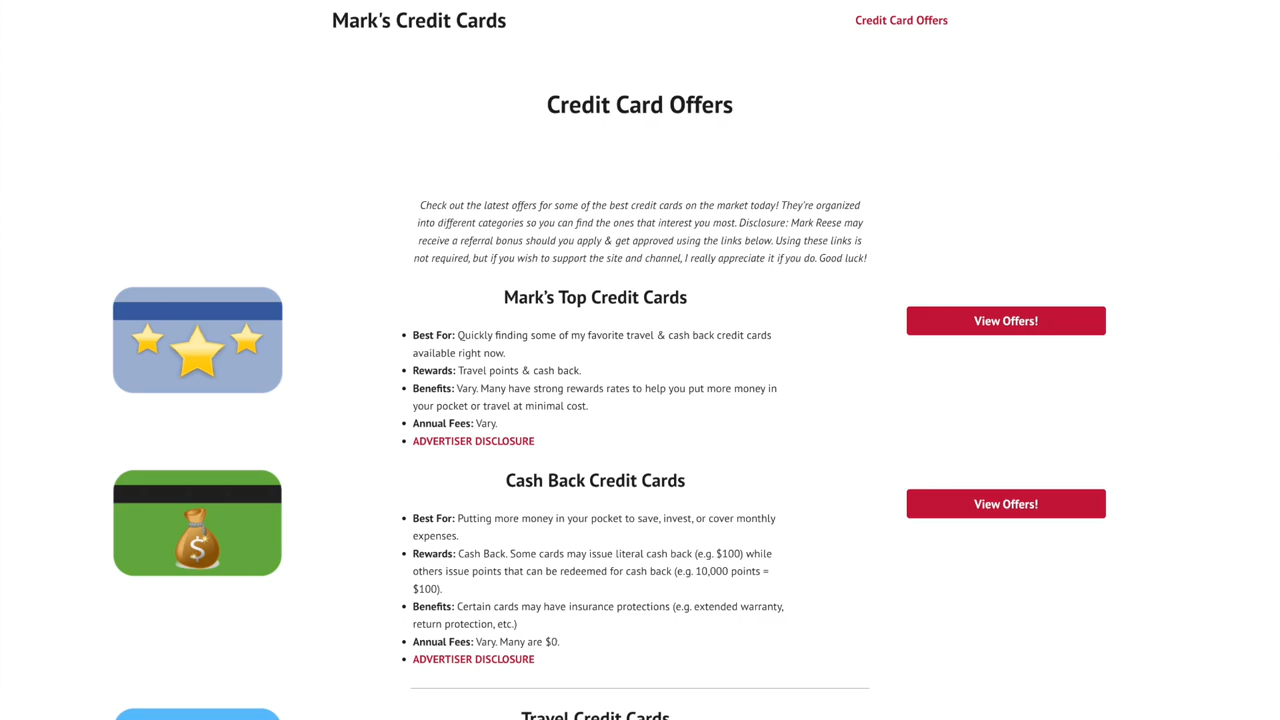 Mark's Credit Cards
Credit Card Offers
Credit Card Offers
Check out the latest offers for some of the best credit cards on the market today! They're organized
into different categories so you can find the ones that interest you most. Disclosure: Mark Reese may
receive a referral bonus should you apply & get approved using the links below. Using these links is
not required, but if you wish to support the site and channel, I really appreciate it if you do. Good luck!
Mark’s Top Credit Cards
View Offers!
• Best For: Quickly finding some of my favorite travel & cash back credit cards
available right now.
• Rewards: Travel points & cash back.
• Benefits: Vary. Many have strong rewards rates to help you put more money in
your pocket or travel at minimal cost.
• Annual Fees: Vary.
• ADVERTISER DISCLOSURE
Cash Back Credit Cards
View Offers!
• Best For: Putting more money in your pocket to save, invest, or cover monthly
expenses.
• Rewards: Cash Back. Some cards may issue literal cash back (e.g. $100) while
others issue points that can be redeemed for cash back (e.g. 10,000 points =
$100).
• Benefits: Certain cards may have insurance protections (e.g. extended warranty,
return protection, etc.)
• Annual Fees: Vary. Many are $0.
• ADVERTISER DISCLOSURE
Travel Credit Cards